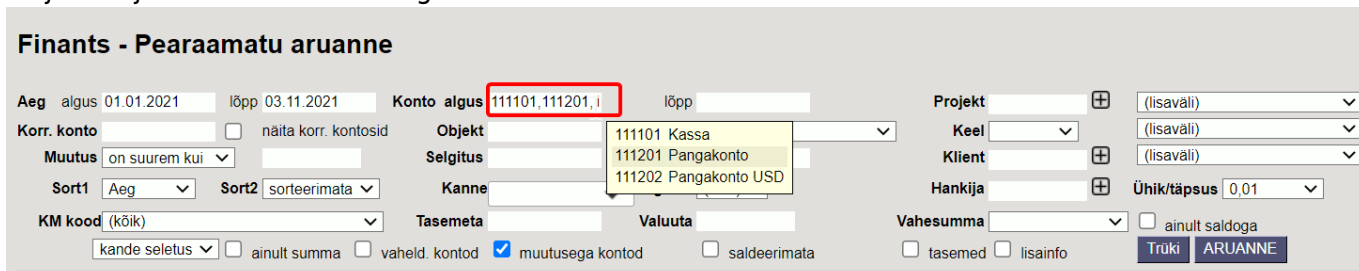 Finants - Pearaamatu aruanne
Aeg algus 01.01.2021 lõpp 03.11.2021 Konto algus 111101,111201, lõpp Projekt (lisaväli)
Korr. konto näita korr. kontosid Objekt Keel (lisaväli)
111101 Kassa
Muutus on suurem kui Selgitus Klient (lisaväli)
111201 Pangakonto
111202 Pangakonto USD
Sort1 Aeg Sort2 sorteerimata Kanne Hankija Ühik/täpsus 0,01
KM kood (kõik) Tasemeta Valuuta Vahesumma ainult saldoga
kande seletus ainult summa vaheld. kontod muutusega kontod saldeerimata tasemed lisainfo Trüki ARUANNE